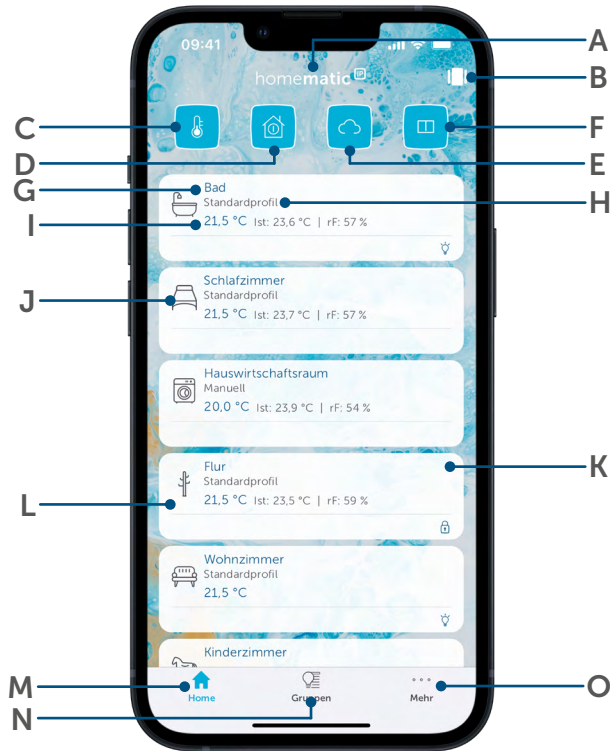 09:41
A
homematic IP
B
C
D
E
F
G
Bad
Standardprofil
H
I
21,5 °C Ist: 23,6 °C | rF: 57 %
Schlafzimmer
J
Standardprofil
21,5 °C Ist: 23,7 °C | rF: 57 %
Hauswirtschaftsraum
Manuell
20,0 °C Ist: 23,9 °C | rF: 54 %
Flur
K
Standardprofil
L
21,5 °C Ist: 23,5 °C | rF: 59 %
Wohnzimmer
Standardprofil
21,5 °C
Kinderzimmer
M
Home
N
Gruppen
Mehr
O